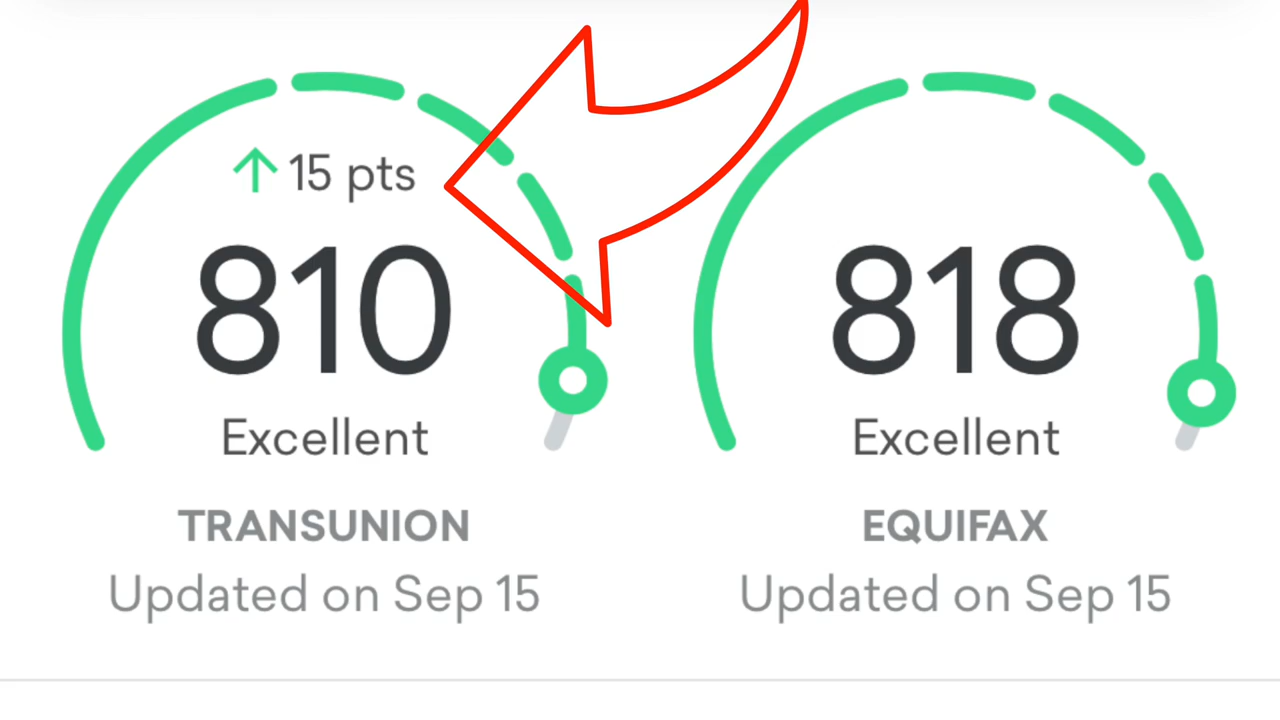 ↑ 15 pts
810
Excellent
TRANSUNION
Updated on Sep 15
818
Excellent
EQUIFAX
Updated on Sep 15